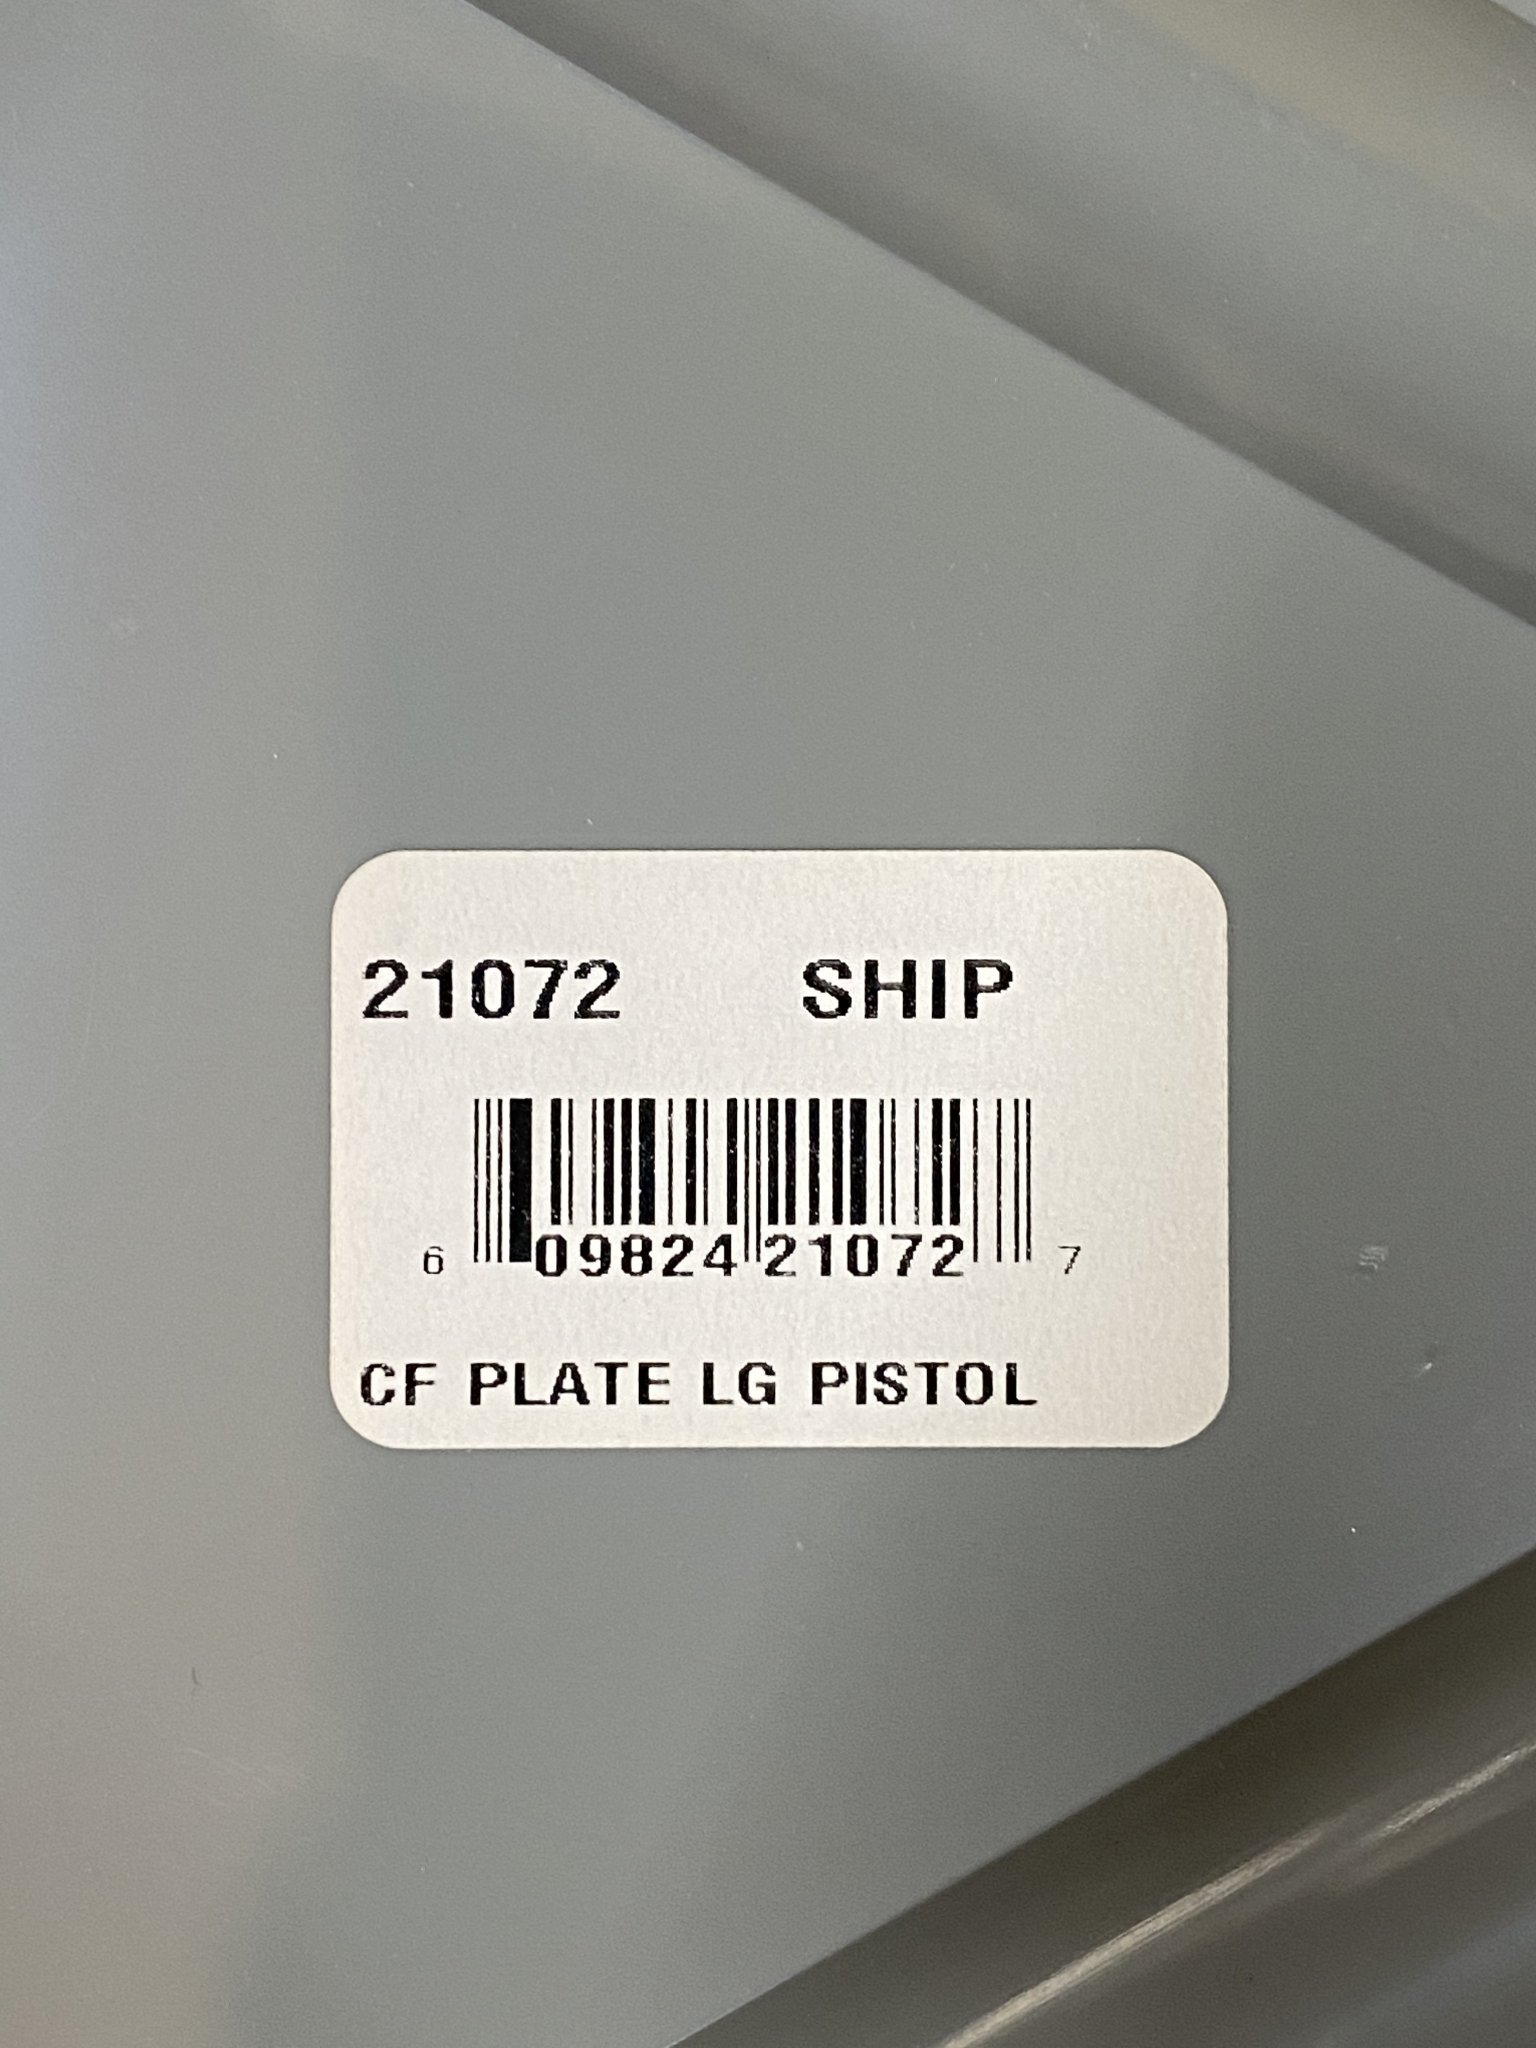 21072 SHIP
6 09824 21072 7
CF PLATE LG PISTOL